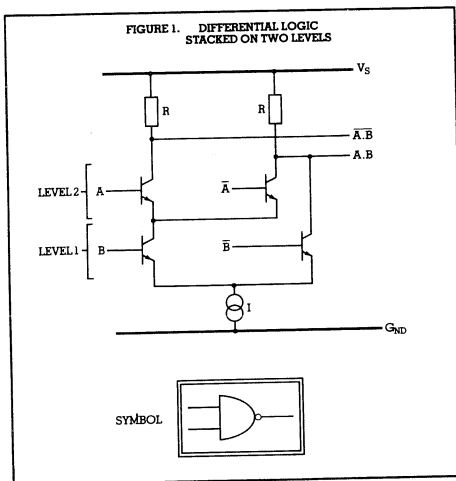 FIGURE 1. DIFFERENTIAL LOGIC
STACKED ON TWO LEVELS
V_S
R
R
A̅.̅B̅
A.B
LEVEL 2
A
A̅
LEVEL 1
B
B̅
I
G_ND
SYMBOL